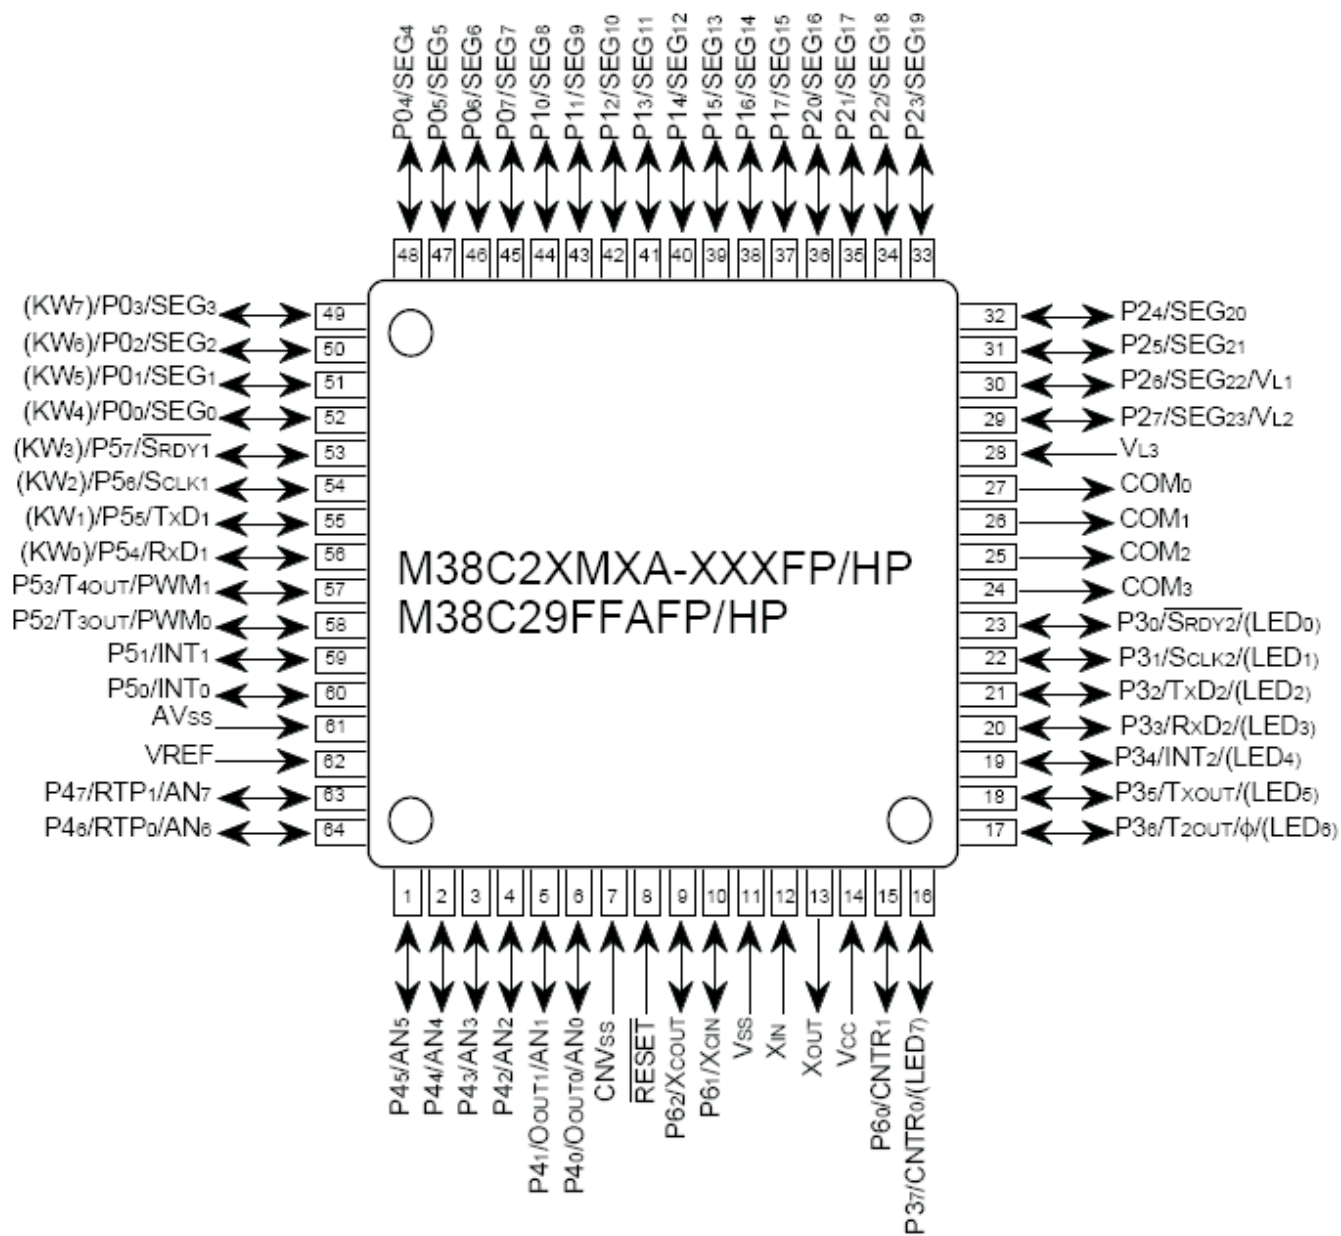 P04/SEG4
P05/SEG5
P06/SEG6
P07/SEG7
P10/SEG8
P11/SEG9
P12/SEG10
P13/SEG11
P14/SEG12
P15/SEG13
P16/SEG14
P17/SEG15
P20/SEG16
P21/SEG17
P22/SEG18
P23/SEG19
48 47 46 45 44 43 42 41 40 39 38 37 36 35 34 33
(KW7)/P03/SEG3 49
(KW6)/P02/SEG2 50
(KW5)/P01/SEG1 51
(KW4)/P00/SEG0 52
(KW3)/P57/SRDY1 53
(KW2)/P56/SCLK1 54
(KW1)/P55/TXD1 55
(KW0)/P54/RXD1 56
P53/T4OUT/PWM1 57
P52/T3OUT/PWM0 58
P51/INT1 59
P50/INT0 60
AVSS 61
VREF 62
P47/RTP1/AN7 63
P46/RTP0/AN6 64
M38C2XMXA-XXXFP/HP
M38C29FFAFP/HP
32 P24/SEG20
31 P25/SEG21
30 P26/SEG22/VL1
29 P27/SEG23/VL2
28 VL3
27 COM0
26 COM1
25 COM2
24 COM3
23 P30/SRDY2/(LED0)
22 P31/SCLK2/(LED1)
21 P32/TXD2/(LED2)
20 P33/RXD2/(LED3)
19 P34/INT2/(LED4)
18 P35/TXOUT/(LED5)
17 P36/T2OUT/ϕ/(LED6)
1 2 3 4 5 6 7 8 9 10 11 12 13 14 15 16
P45/AN5
P44/AN4
P43/AN3
P42/AN2
P41/OOUT1/AN1
P40/OOUT0/AN0
CNVSS
RESET
P62/XCOUT
P61/XCIN
VSS
XIN
XOUT
VCC
P60/CNTR1
P37/CNTR0/(LED7)